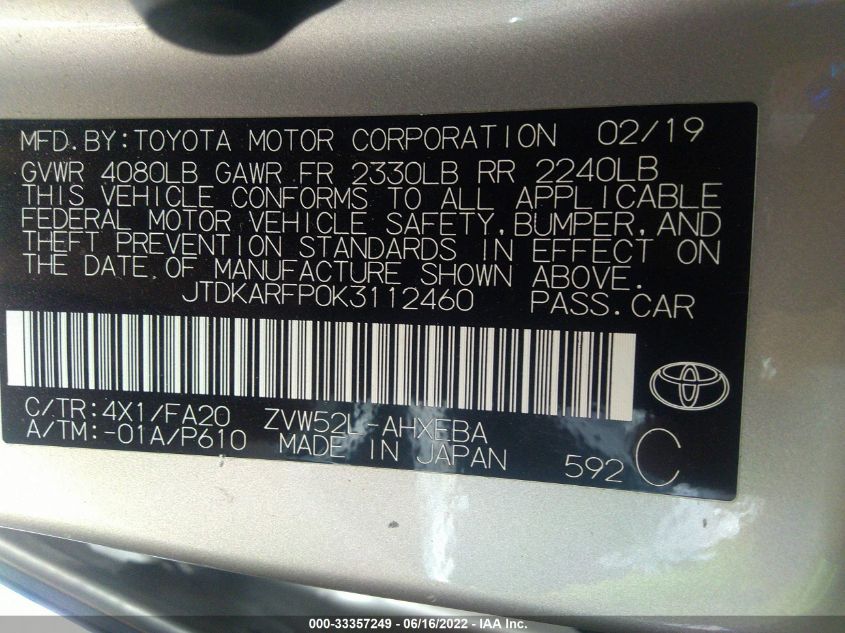 MFD.BY:TOYOTA MOTOR CORPORATION 02/19
GVWR 4080LB GAWR FR 2330LB RR 2240LB
THIS VEHICLE CONFORMS TO ALL APPLICABLE
FEDERAL MOTOR VEHICLE SAFETY,BUMPER,AND
THEFT PREVENTION STANDARDS IN EFFECT ON
THE DATE OF MANUFACTURE SHOWN ABOVE.
JTDKARFP0K3112460 PASS.CAR
C/TR:4X1/FA20 ZVW52L-AHXEBA
A/TM:-01A/P610 MADE IN JAPAN 592 C
000-33357249 - 06/16/2022 - IAA Inc.